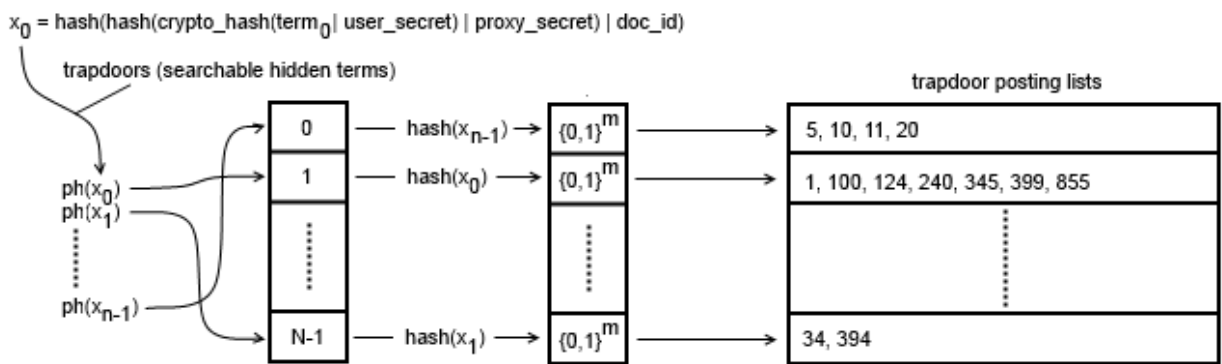 x₀ = hash(hash(crypto_hash(term₀| user_secret) | proxy_secret) | doc_id)
trapdoors (searchable hidden terms)
trapdoor posting lists
0 hash(xₙ₋₁) {0,1}ᵐ 5, 10, 11, 20
ph(x₀) 1 hash(x₀) {0,1}ᵐ 1, 100, 124, 240, 345, 399, 855
ph(x₁)
ph(xₙ₋₁)
N-1 hash(x₁) {0,1}ᵐ 34, 394